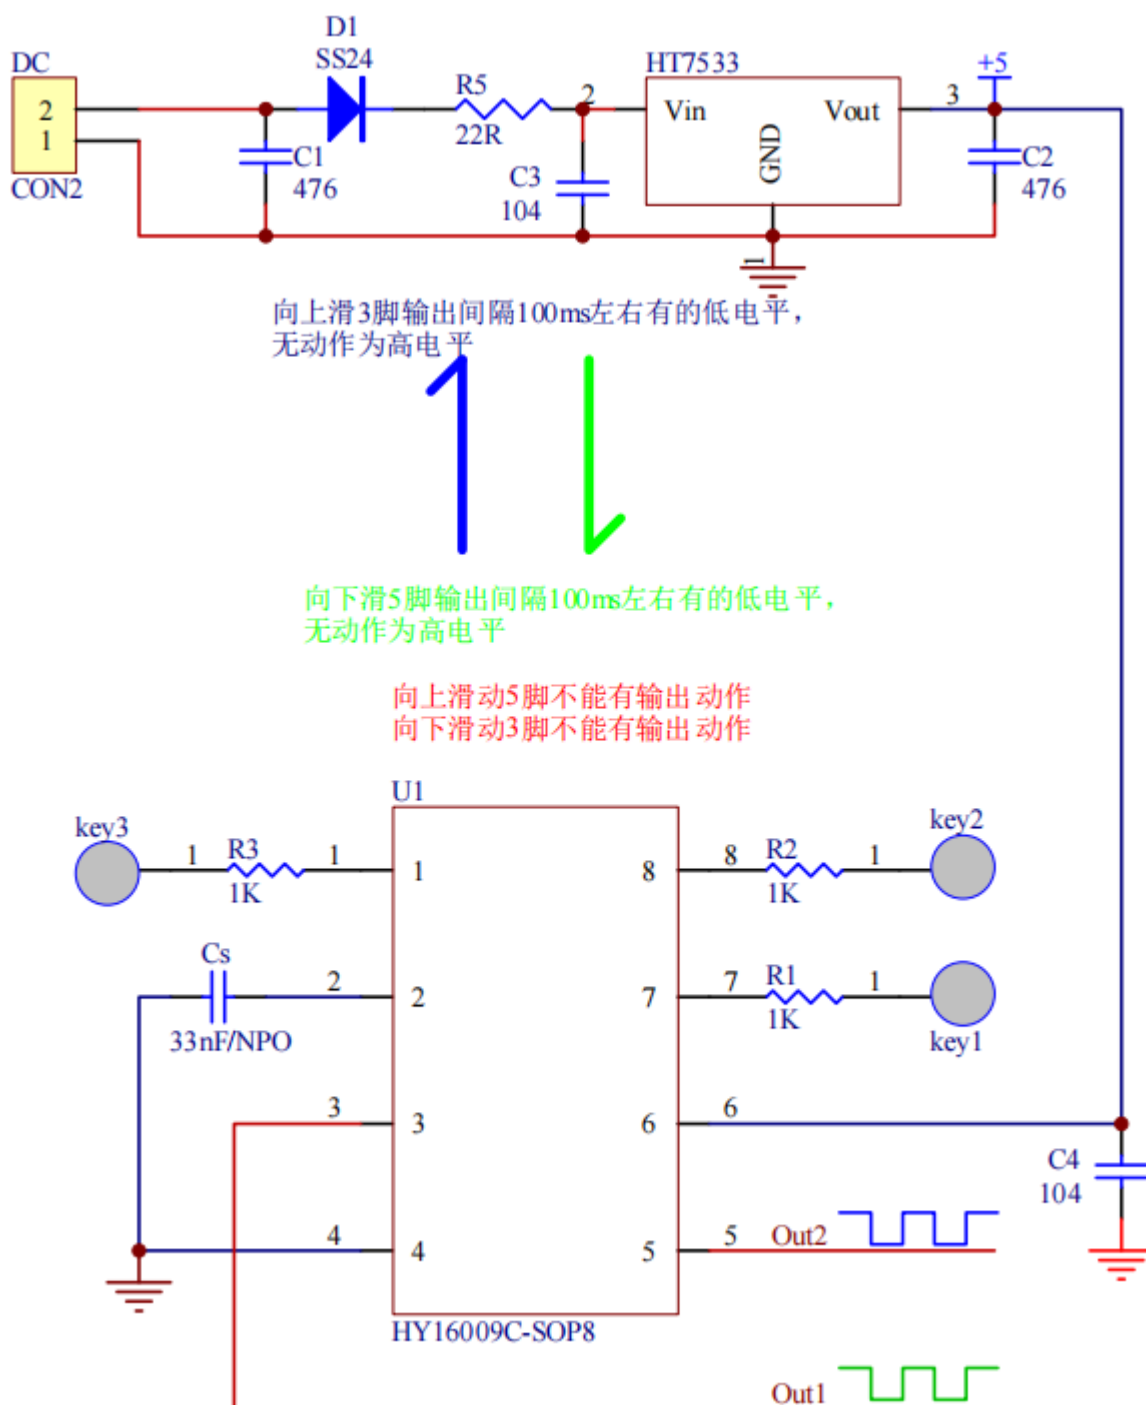 D1
DC
SS24
HT7533
+5
R5
2
2
Vin
Vout
3
1
22R
GND
C1
C3
C2
CON2
476
104
476
1
向上滑3脚输出间隔100ms左右有的低电平，
无动作为高电平
向下滑5脚输出间隔100ms左右有的低电平，
无动作为高电平
向上滑动5脚不能有输出动作
向下滑动3脚不能有输出动作
U1
key3
key2
1
R3
1
1
8
8
R2
1
1K
1K
Cs
2
2
7
7
R1
1
33nF/NPO
1K
key1
3
3
6
6
C4
104
4
4
5
5
Out2
HY16009C-SOP8
Out1